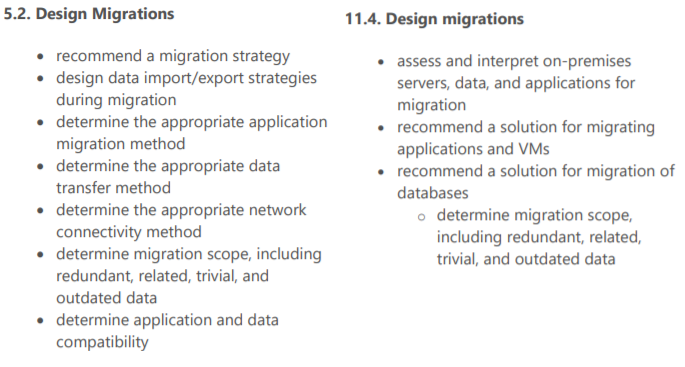 5.2. Design Migrations
• recommend a migration strategy
• design data import/export strategies
during migration
• determine the appropriate application
migration method
• determine the appropriate data
transfer method
• determine the appropriate network
connectivity method
• determine migration scope, including
redundant, related, trivial, and
outdated data
• determine application and data
compatibility
11.4. Design migrations
• assess and interpret on-premises
servers, data, and applications for
migration
• recommend a solution for migrating
applications and VMs
• recommend a solution for migration of
databases
o determine migration scope,
including redundant, related,
trivial, and outdated data